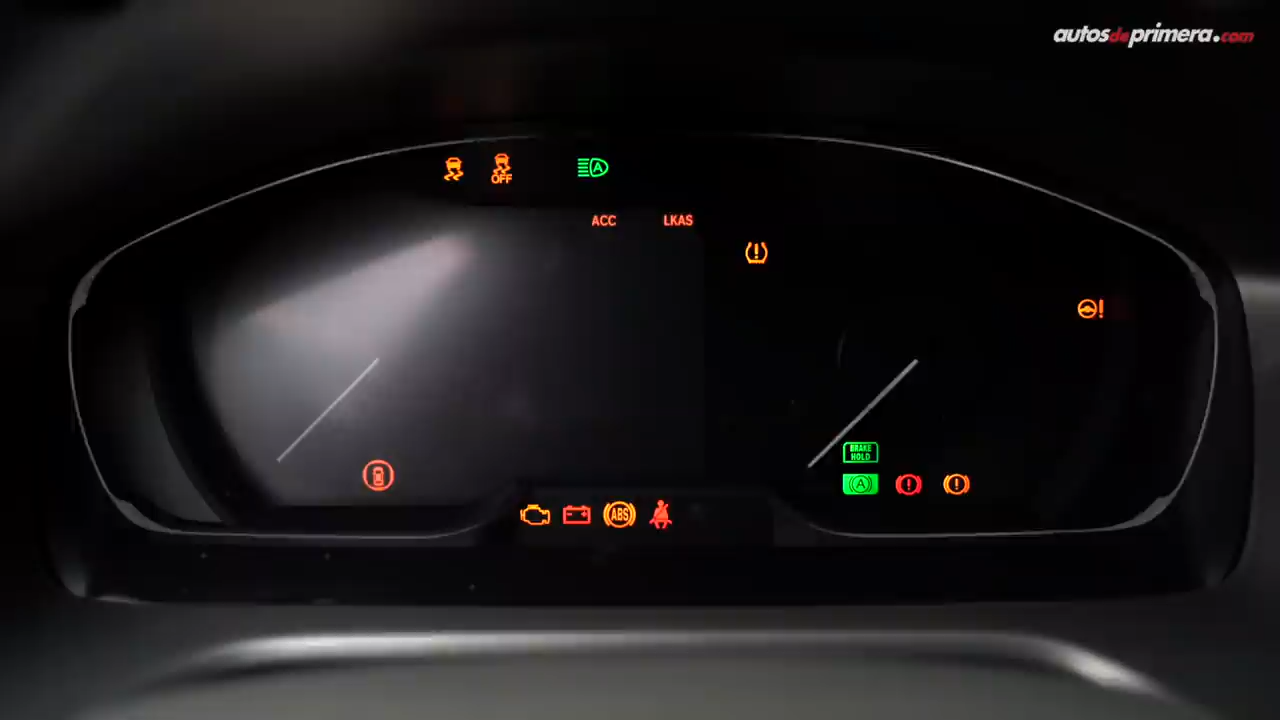 autosdeprimera.com
OFF
A
ACC
LKAS
!
!
BRAKE
HOLD
A
!
!
ABS